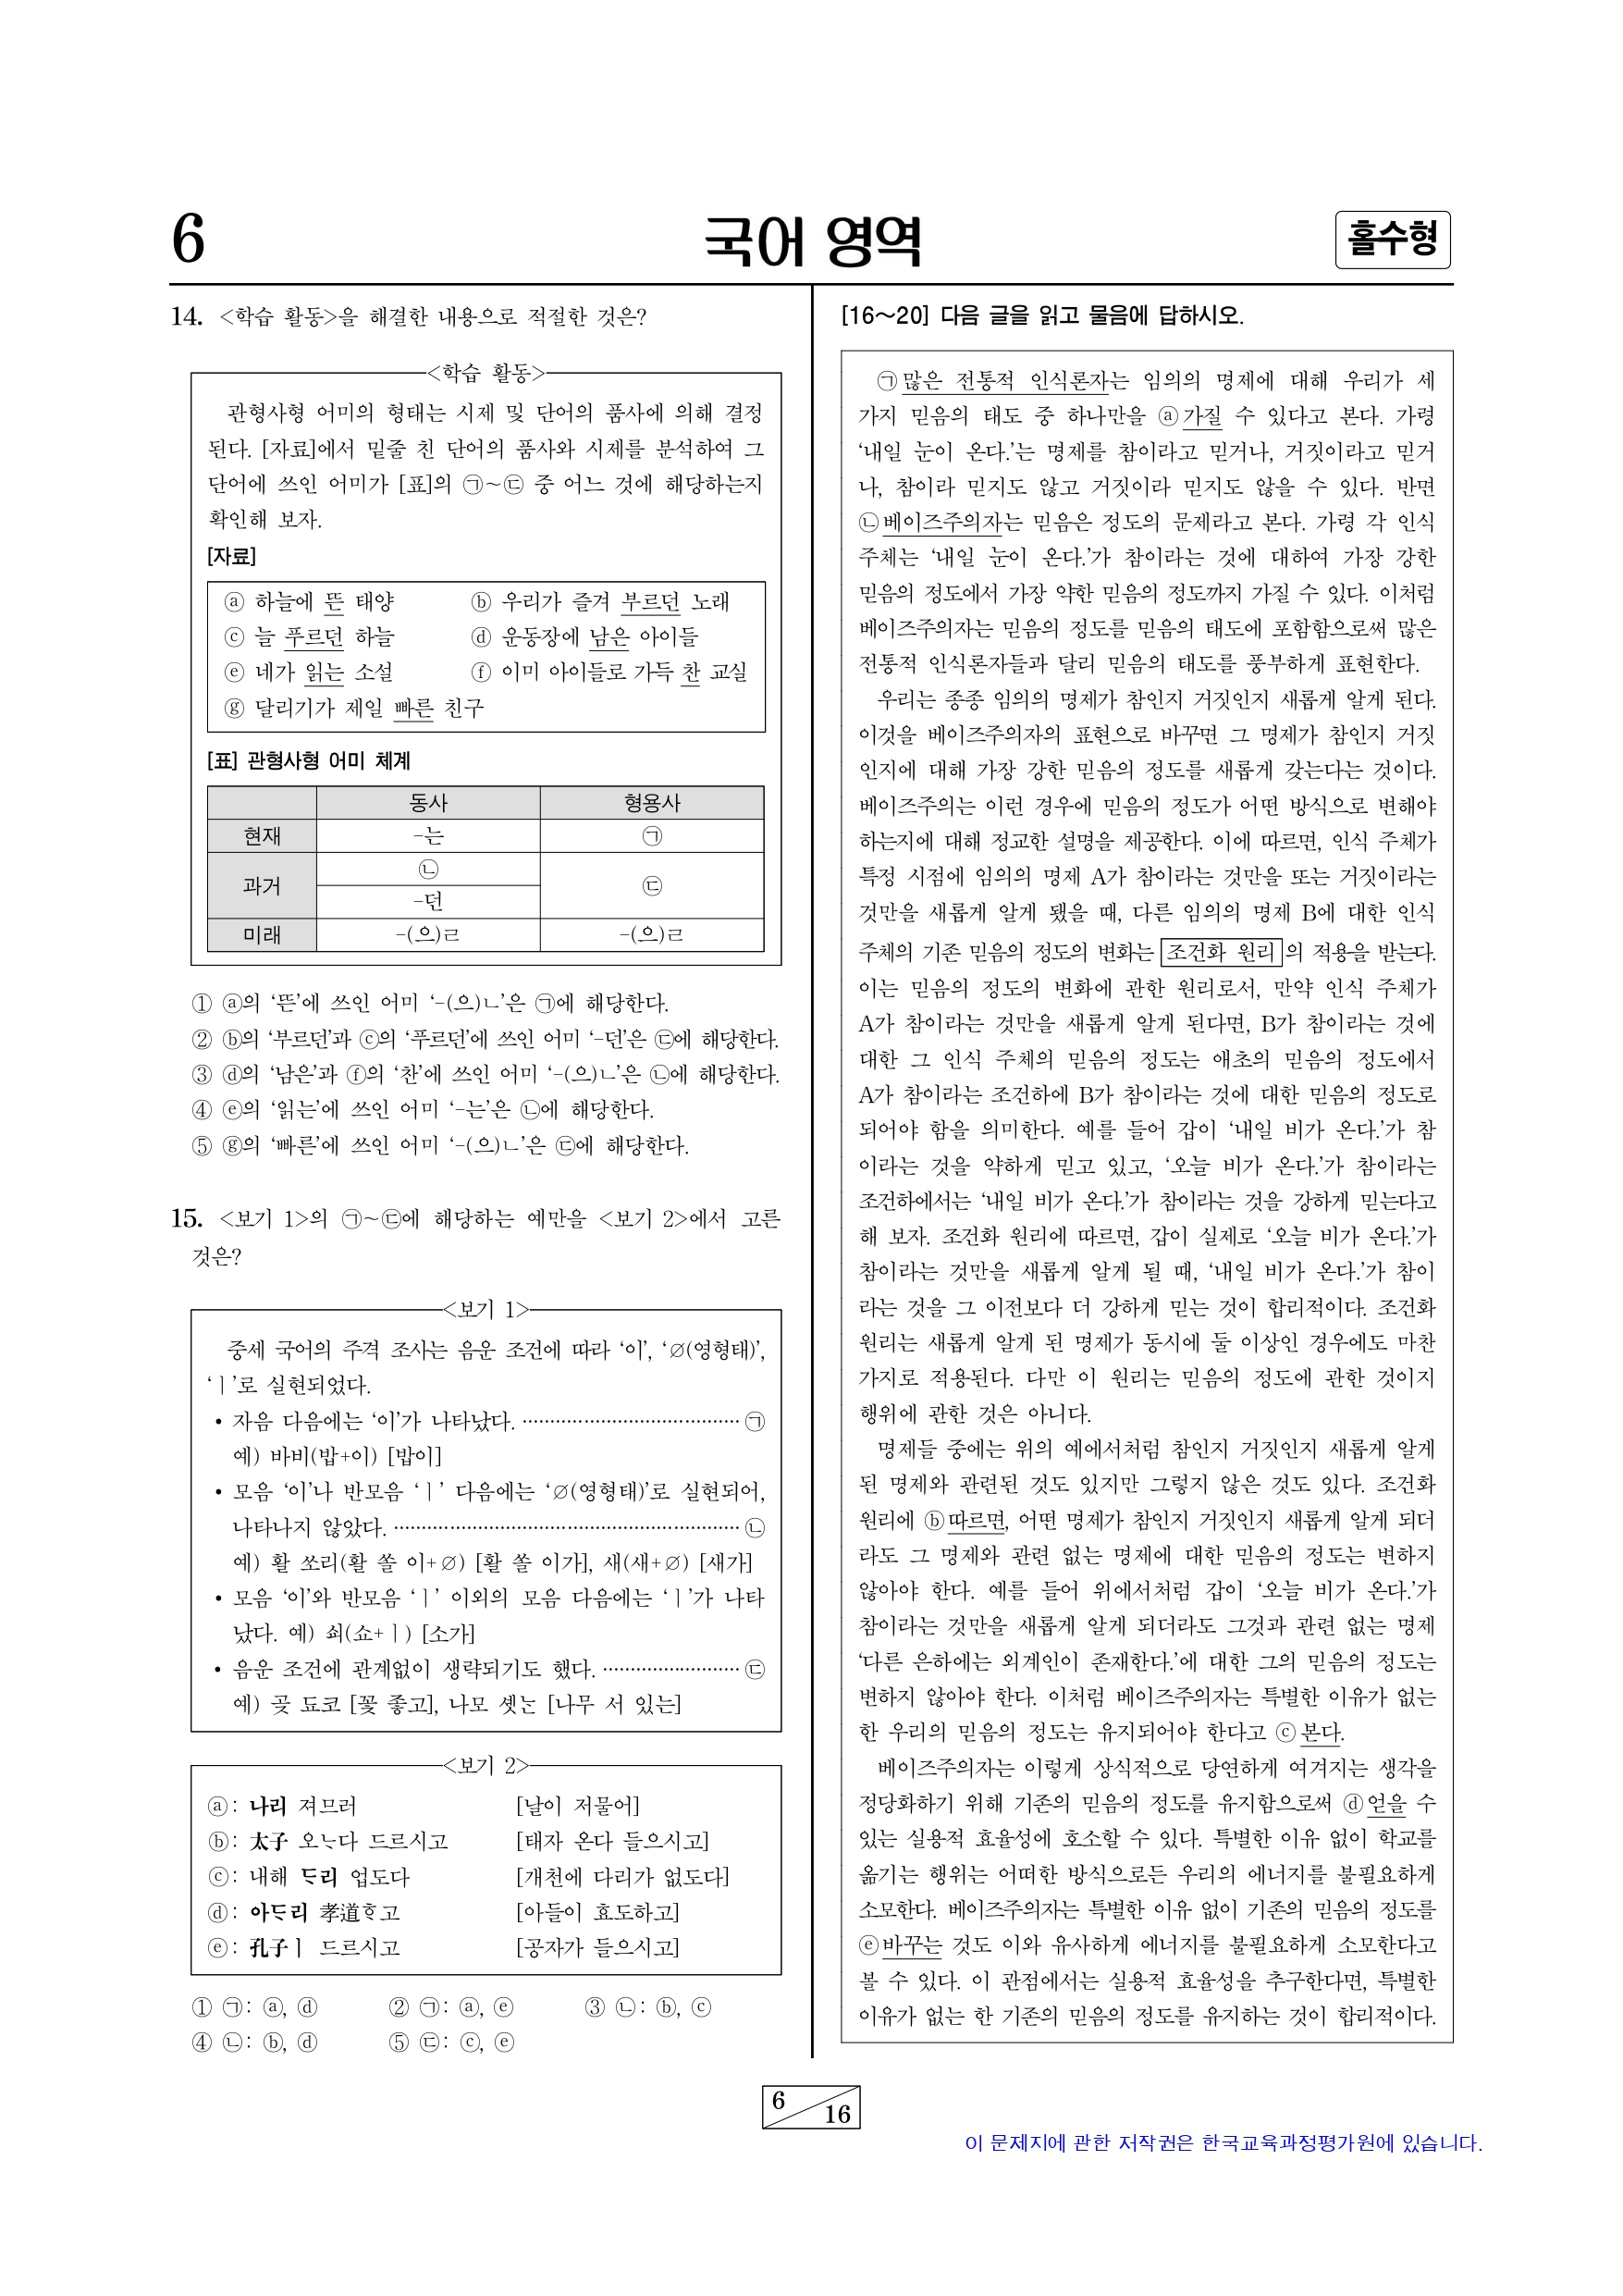 6
국어 영역
홀수형
14. <학습 활동>을 해결한 내용으로 적절한 것은?
<학습 활동>
관형사형 어미의 형태는 시제 및 단어의 품사에 의해 결정
된다. [자료]에서 밑줄 친 단어의 품사와 시제를 분석하여 그
단어에 쓰인 어미가 [표]의 ㉠~㉢ 중 어느 것에 해당하는지
확인해 보자.
[자료]
ⓐ 하늘에 뜬 태양 ⓑ 우리가 즐겨 부르던 노래
ⓒ 늘 푸르던 하늘 ⓓ 운동장에 남은 아이들
ⓔ 네가 읽는 소설 ⓕ 이미 아이들로 가득 찬 교실
ⓖ 달리기가 제일 빠른 친구
[표] 관형사형 어미 체계
동사 형용사
현재 -는 ㉠
과거 ㉡ ㉢
-던
미래 -(으)ㄹ -(으)ㄹ
① ⓐ의 ‘뜬’에 쓰인 어미 ‘-(으)ㄴ’은 ㉠에 해당한다.
② ⓑ의 ‘부르던’과 ⓒ의 ‘푸르던’에 쓰인 어미 ‘-던’은 ㉢에 해당한다.
③ ⓓ의 ‘남은’과 ⓕ의 ‘찬’에 쓰인 어미 ‘-(으)ㄴ’은 ㉡에 해당한다.
④ ⓔ의 ‘읽는’에 쓰인 어미 ‘-는’은 ㉡에 해당한다.
⑤ ⓖ의 ‘빠른’에 쓰인 어미 ‘-(으)ㄴ’은 ㉢에 해당한다.
15. <보기 1>의 ㉠~㉢에 해당하는 예만을 <보기 2>에서 고른
것은?
<보기 1>
중세 국어의 주격 조사는 음운 조건에 따라 ‘이’, ‘∅(영형태)’,
‘ㅣ’로 실현되었다.
• 자음 다음에는 ‘이’가 나타났다. ㉠
예) 바비(밥+이) [밥이]
• 모음 ‘이’나 반모음 ‘ㅣ’ 다음에는 ‘∅(영형태)’로 실현되어,
나타나지 않았다. ㉡
예) 활 쏘리(활 쏠 이+∅) [활 쏠 이가], 새(새+∅) [새가]
• 모음 ‘이’와 반모음 ‘ㅣ’ 이외의 모음 다음에는 ‘ㅣ’가 나타
났다. 예) 쇠(쇼+ㅣ) [소가]
• 음운 조건에 관계없이 생략되기도 했다. ㉢
예) 곶 됴코 [꽃 좋고], 나모 솃ᄂᆞᆫ [나무 서 있는]
<보기 2>
ⓐ: 나리 져므러 [날이 저물어]
ⓑ: 太子 오ᄂᆞ다 드르시고 [태자 온다 들으시고]
ⓒ: 내해 ᄃᆞ리 업도다 [개천에 다리가 없도다]
ⓓ: 아ᄃᆞ리 孝道ᄒᆞ고 [아들이 효도하고]
ⓔ: 孔子ㅣ 드르시고 [공자가 들으시고]
① ㉠: ⓐ, ⓓ ② ㉠: ⓐ, ⓔ ③ ㉡: ⓑ, ⓒ
④ ㉡: ⓑ, ⓓ ⑤ ㉢: ⓒ, ⓔ
[16~20] 다음 글을 읽고 물음에 답하시오.
㉠많은 전통적 인식론자는 임의의 명제에 대해 우리가 세
가지 믿음의 태도 중 하나만을 ⓐ가질 수 있다고 본다. 가령
‘내일 눈이 온다.’는 명제를 참이라고 믿거나, 거짓이라고 믿거
나, 참이라 믿지도 않고 거짓이라 믿지도 않을 수 있다. 반면
㉡베이즈주의자는 믿음은 정도의 문제라고 본다. 가령 각 인식
주체는 ‘내일 눈이 온다.’가 참이라는 것에 대하여 가장 강한
믿음의 정도에서 가장 약한 믿음의 정도까지 가질 수 있다. 이처럼
베이즈주의자는 믿음의 정도를 믿음의 태도에 포함함으로써 많은
전통적 인식론자들과 달리 믿음의 태도를 풍부하게 표현한다.
우리는 종종 임의의 명제가 참인지 거짓인지 새롭게 알게 된다.
이것을 베이즈주의자의 표현으로 바꾸면 그 명제가 참인지 거짓
인지에 대해 가장 강한 믿음의 정도를 새롭게 갖는다는 것이다.
베이즈주의는 이런 경우에 믿음의 정도가 어떤 방식으로 변해야
하는지에 대해 정교한 설명을 제공한다. 이에 따르면, 인식 주체가
특정 시점에 임의의 명제 A가 참이라는 것만을 또는 거짓이라는
것만을 새롭게 알게 됐을 때, 다른 임의의 명제 B에 대한 인식
주체의 기존 믿음의 정도의 변화는 조건화 원리의 적용을 받는다.
이는 믿음의 정도의 변화에 관한 원리로서, 만약 인식 주체가
A가 참이라는 것만을 새롭게 알게 된다면, B가 참이라는 것에
대한 그 인식 주체의 믿음의 정도는 애초의 믿음의 정도에서
A가 참이라는 조건하에 B가 참이라는 것에 대한 믿음의 정도로
되어야 함을 의미한다. 예를 들어 갑이 ‘내일 비가 온다.’가 참
이라는 것을 약하게 믿고 있고, ‘오늘 비가 온다.’가 참이라는
조건하에서는 ‘내일 비가 온다.’가 참이라는 것을 강하게 믿는다고
해 보자. 조건화 원리에 따르면, 갑이 실제로 ‘오늘 비가 온다.’가
참이라는 것만을 새롭게 알게 될 때, ‘내일 비가 온다.’가 참이
라는 것을 그 이전보다 더 강하게 믿는 것이 합리적이다. 조건화
원리는 새롭게 알게 된 명제가 동시에 둘 이상인 경우에도 마찬
가지로 적용된다. 다만 이 원리는 믿음의 정도에 관한 것이지
행위에 관한 것은 아니다.
명제들 중에는 위의 예에서처럼 참인지 거짓인지 새롭게 알게
된 명제와 관련된 것도 있지만 그렇지 않은 것도 있다. 조건화
원리에 ⓑ따르면, 어떤 명제가 참인지 거짓인지 새롭게 알게 되더
라도 그 명제와 관련 없는 명제에 대한 믿음의 정도는 변하지
않아야 한다. 예를 들어 위에서처럼 갑이 ‘오늘 비가 온다.’가
참이라는 것만을 새롭게 알게 되더라도 그것과 관련 없는 명제
‘다른 은하에는 외계인이 존재한다.’에 대한 그의 믿음의 정도는
변하지 않아야 한다. 이처럼 베이즈주의자는 특별한 이유가 없는
한 우리의 믿음의 정도는 유지되어야 한다고 ⓒ본다.
베이즈주의자는 이렇게 상식적으로 당연하게 여겨지는 생각을
정당화하기 위해 기존의 믿음의 정도를 유지함으로써 ⓓ얻을 수
있는 실용적 효율성에 호소할 수 있다. 특별한 이유 없이 학교를
옮기는 행위는 어떠한 방식으로든 우리의 에너지를 불필요하게
소모한다. 베이즈주의자는 특별한 이유 없이 기존의 믿음의 정도를
ⓔ바꾸는 것도 이와 유사하게 에너지를 불필요하게 소모한다고
볼 수 있다. 이 관점에서는 실용적 효율성을 추구한다면, 특별한
이유가 없는 한 기존의 믿음의 정도를 유지하는 것이 합리적이다.
6
16
이 문제지에 관한 저작권은 한국교육과정평가원에 있습니다.